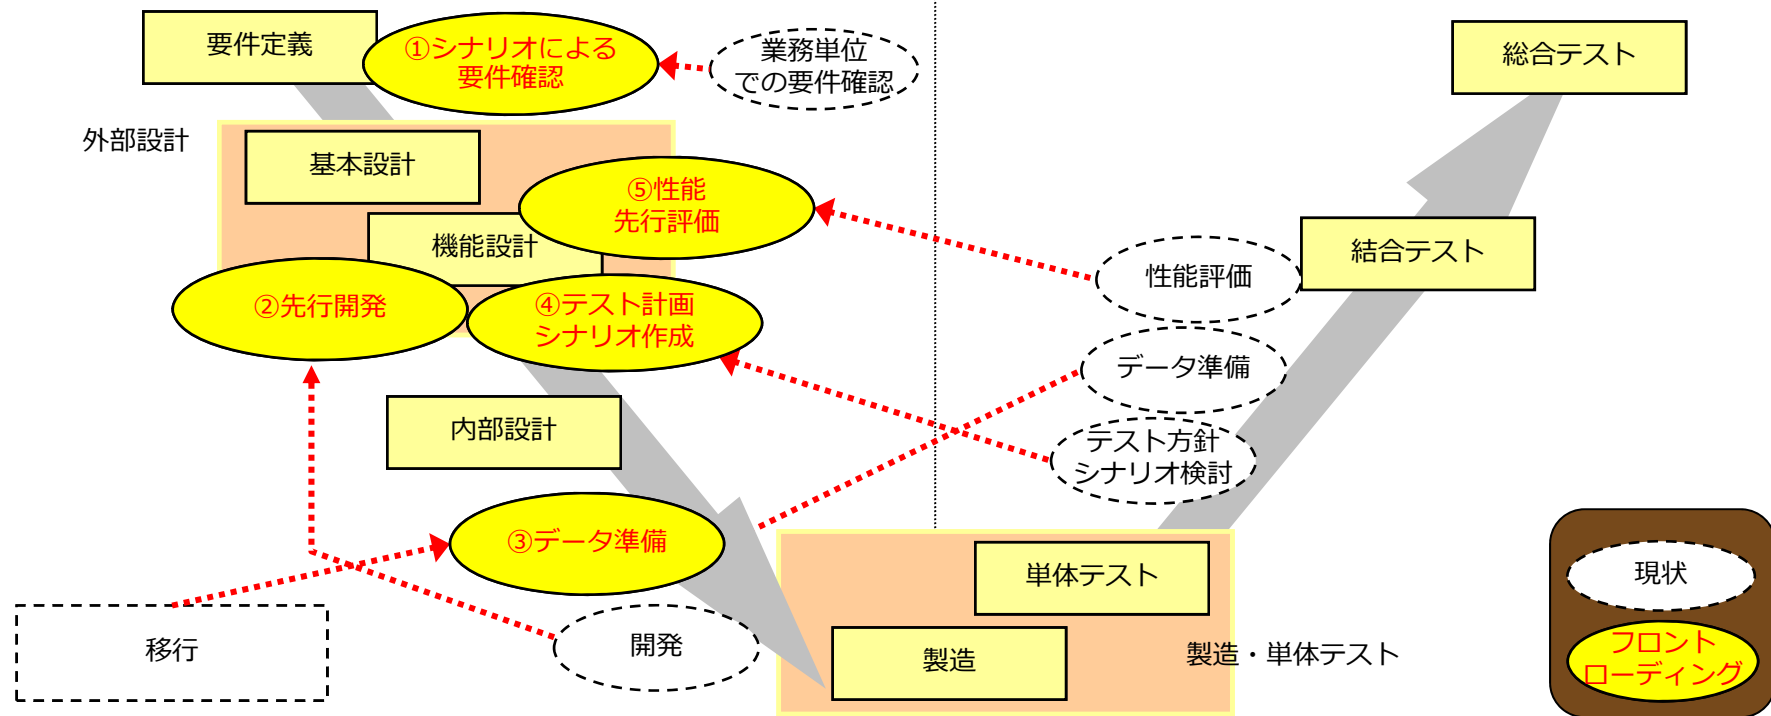 要件定義
①シナリオによる
要件確認
業務単位
での要件確認
総合テスト
外部設計
基本設計
⑤性能
先行評価
機能設計
結合テスト
性能評価
②先行開発
④テスト計画
シナリオ作成
データ準備
内部設計
テスト方針
シナリオ検討
③データ準備
単体テスト
現状
移行
開発
製造
製造・単体テスト
フロント
ローディング